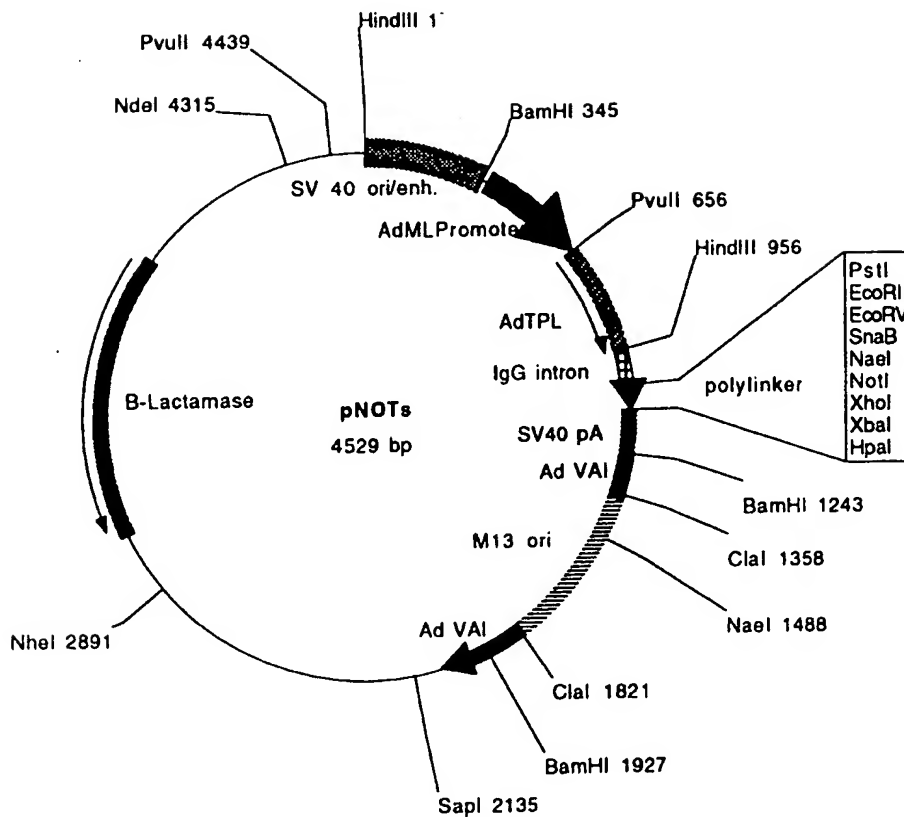 HindIII 1
PvuII 4439
NdeI 4315
BamHI 345
SV 40 ori/enh.
AdMLPromote
PvuII 656
HindIII 956
PstI
EcoRI
EcoRV
SnaB
NaeI
NotI
XhoI
XbaI
HpaI
AdTPL
IgG intron
polylinker
B-Lactamase
pNOTs
4529 bp
SV40 pA
Ad VAI
BamHI 1243
M13 ori
ClaI 1358
NaeI 1488
NheI 2891
Ad VAI
ClaI 1821
BamHI 1927
SapI 2135